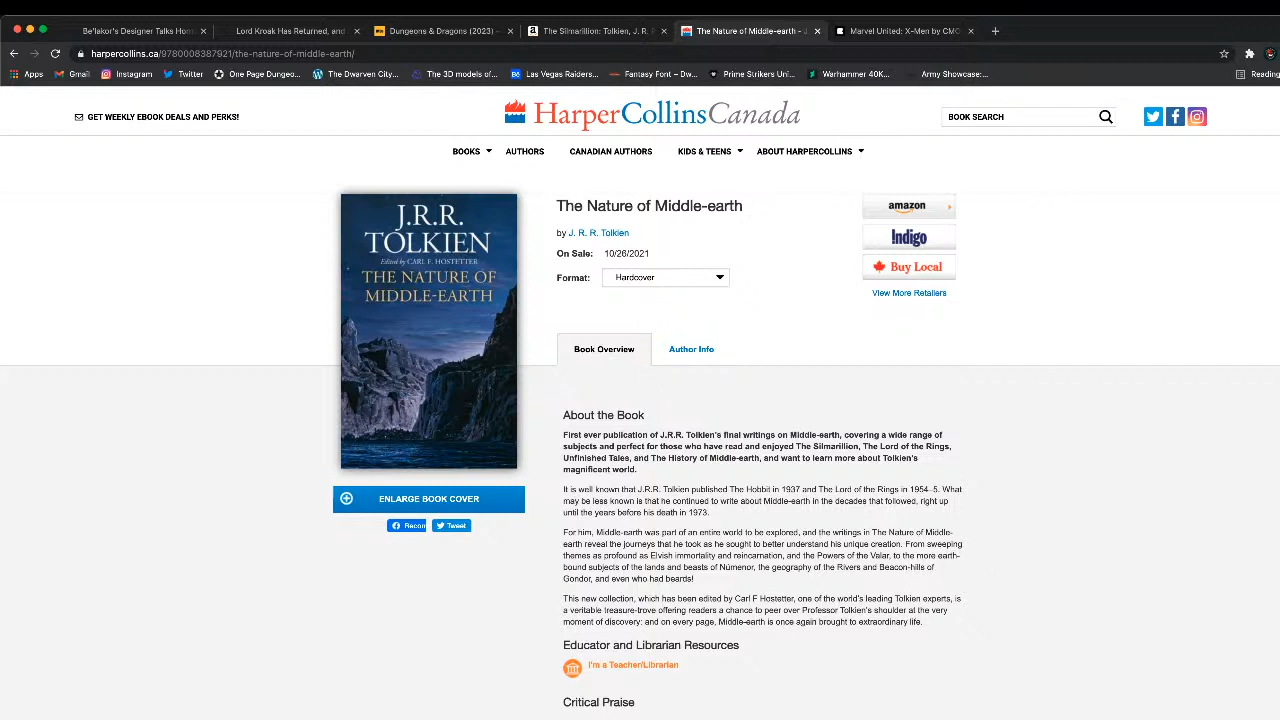 Be'lakor's Designer Talks Horr
Lord Kroak Has Returned, and
Dungeons & Dragons (2023) -
The Silmarillion: Tolkien, J. R. F
The Nature of Middle-earth - J
Marvel United: X-Men by CMO
harpercollins.ca/9780008387921/the-nature-of-middle-earth/
Apps Gmail Instagram Twitter One Page Dungeo... The Dwarven City... The 3D models of... Las Vegas Raiders... Fantasy Font – Dw... Prime Strikers Uni... Warhammer 40K... Army Showcase:... Reading
GET WEEKLY EBOOK DEALS AND PERKS!
HarperCollinsCanada
BOOK SEARCH
BOOKS AUTHORS CANADIAN AUTHORS KIDS & TEENS ABOUT HARPERCOLLINS
J.R.R.
TOLKIEN
Edited by CARL F. HOSTETTER
THE NATURE OF
MIDDLE-EARTH
ENLARGE BOOK COVER
Recom
Tweet
The Nature of Middle-earth
by J. R. R. Tolkien
On Sale: 10/26/2021
Format: Hardcover
amazon
Indigo
Buy Local
View More Retailers
Book Overview
Author Info
About the Book
First ever publication of J.R.R. Tolkien's final writings on Middle-earth, covering a wide range of
subjects and perfect for those who have read and enjoyed The Silmarillion, The Lord of the Rings,
Unfinished Tales, and The History of Middle-earth, and want to learn more about Tolkien's
magnificent world.
It is well known that J.R.R. Tolkien published The Hobbit in 1937 and The Lord of the Rings in 1954–5. What
may be less known is that he continued to write about Middle-earth in the decades that followed, right up
until the years before his death in 1973.
For him, Middle-earth was part of an entire world to be explored, and the writings in The Nature of Middle-
earth reveal the journeys that he took as he sought to better understand his unique creation. From sweeping
themes as profound as Elvish immortality and reincarnation, and the Powers of the Valar, to the more earth-
bound subjects of the lands and beasts of Númenor, the geography of the Rivers and Beacon-hills of
Gondor, and even who had beards!
This new collection, which has been edited by Carl F Hostetter, one of the world's leading Tolkien experts, is
a veritable treasure-trove offering readers a chance to peer over Professor Tolkien's shoulder at the very
moment of discovery: and on every page, Middle-earth is once again brought to extraordinary life.
Educator and Librarian Resources
I'm a Teacher/Librarian
Critical Praise